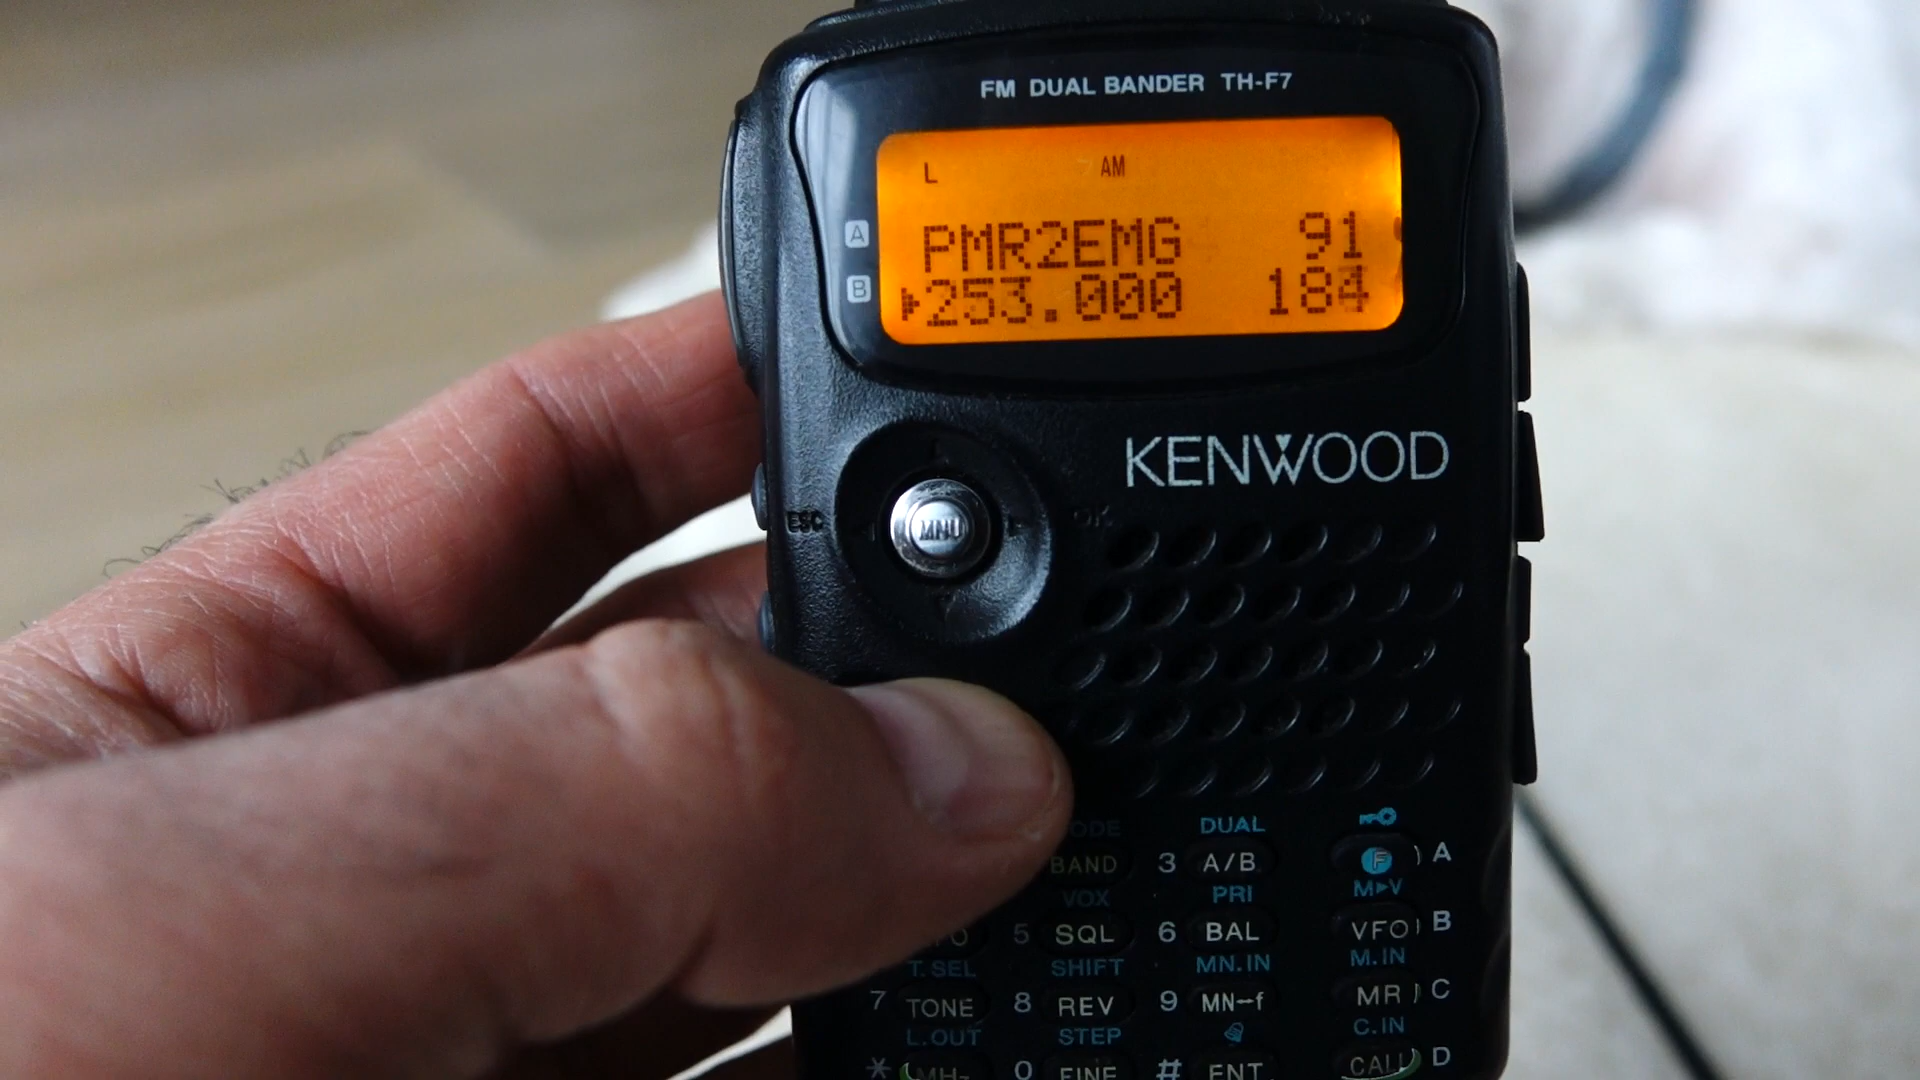 FM DUAL BANDER TH-F7
L AM
A PMR2EMG 91
B 253.000 184
KENWOOD
ESC MNU OK
DUAL
BAND 3 A/B F A
VOX PRI M▶V
5 SQL 6 BAL VFO B
T.SEL SHIFT MN.IN M.IN
7 TONE 8 REV 9 MN↔f MR C
L.OUT STEP C.IN
* MHz 0 FINE # ENT CALL D